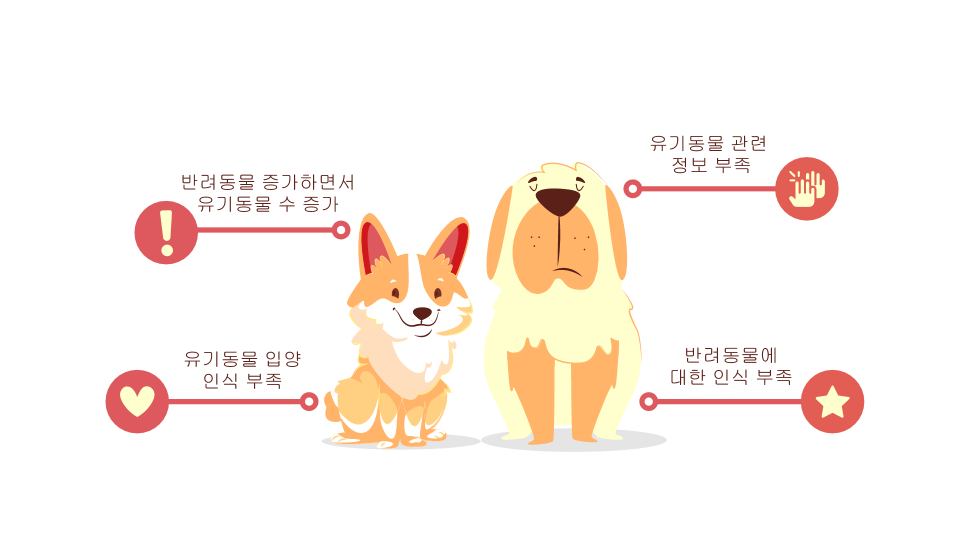 반려동물 증가하면서
유기동물 수 증가
유기동물 관련
정보 부족
유기동물 입양
인식 부족
반려동물에
대한 인식 부족